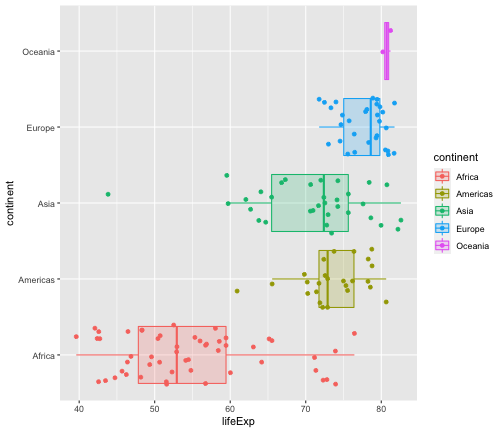 Oceania
Europe
Asia
Americas
Africa
continent
40 50 60 70 80
lifeExp
continent
Africa
Americas
Asia
Europe
Oceania